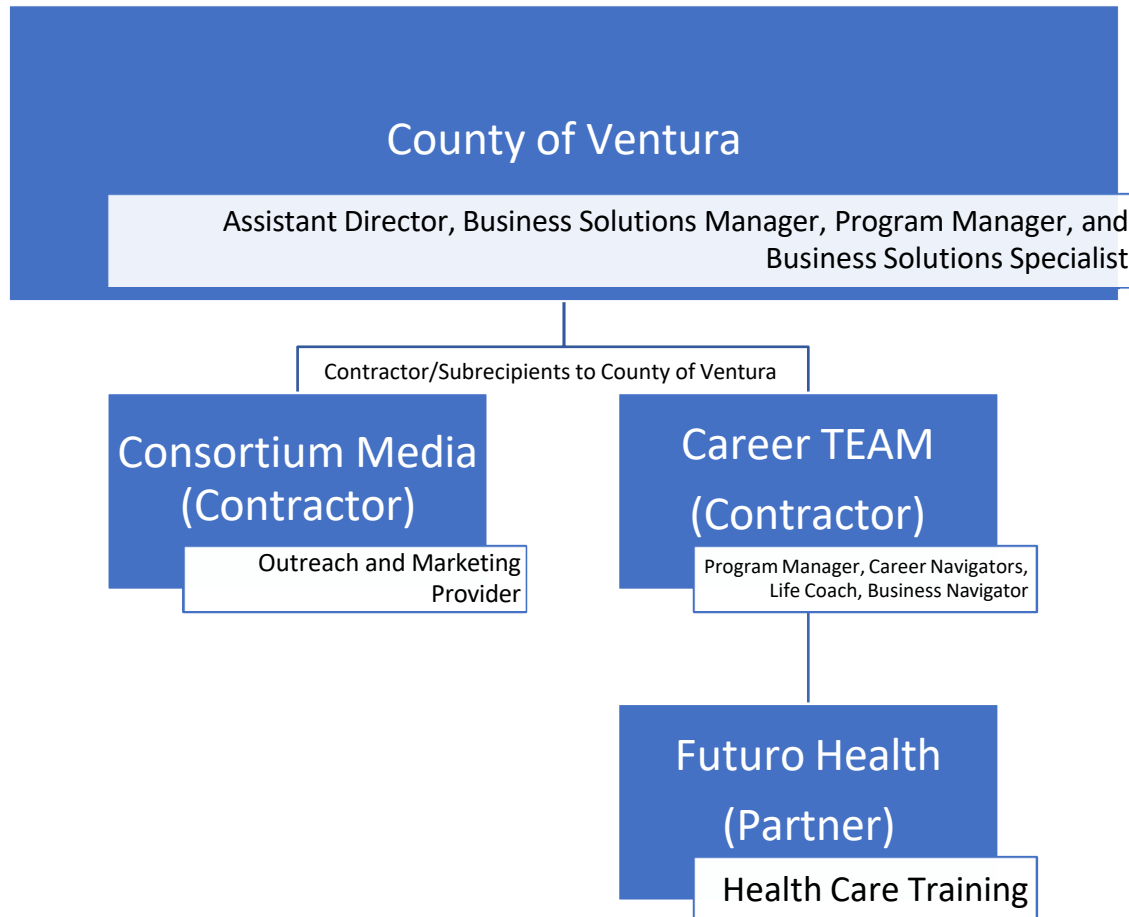 County of Ventura
Assistant Director, Business Solutions Manager, Program Manager, and
Business Solutions Specialist
Contractor/Subrecipients to County of Ventura
Consortium Media
(Contractor)
Outreach and Marketing
Provider
Career TEAM
(Contractor)
Program Manager, Career Navigators,
Life Coach, Business Navigator
Futuro Health
(Partner)
Health Care Training